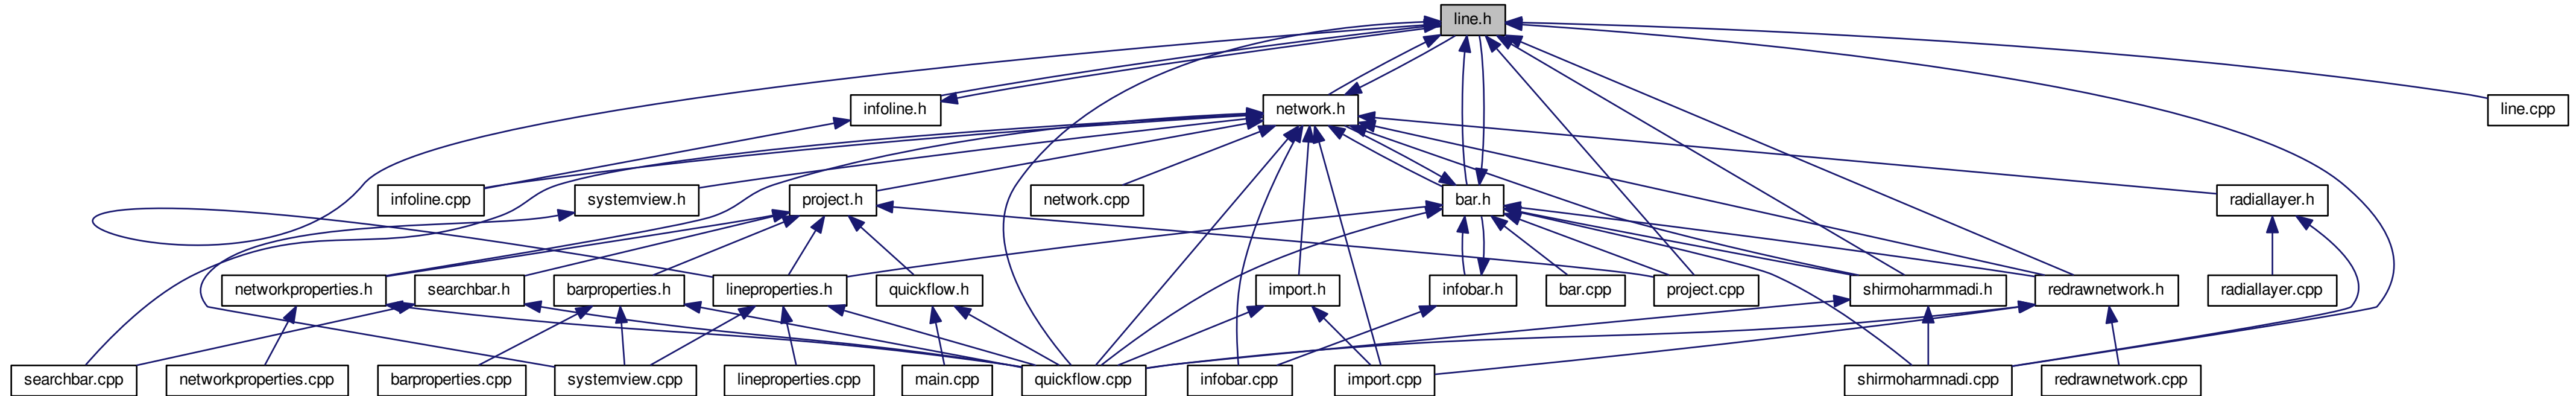 line.h
infoline.h
network.h
line.cpp
infoline.cpp
systemview.h
project.h
network.cpp
bar.h
radiallayer.h
networkproperties.h
searchbar.h
barproperties.h
lineproperties.h
quickflow.h
import.h
infobar.h
bar.cpp
project.cpp
shirmoharmmadi.h
redrawnetwork.h
radiallayer.cpp
searchbar.cpp
networkproperties.cpp
barproperties.cpp
systemview.cpp
lineproperties.cpp
main.cpp
quickflow.cpp
infobar.cpp
import.cpp
shirmoharmnadi.cpp
redrawnetwork.cpp